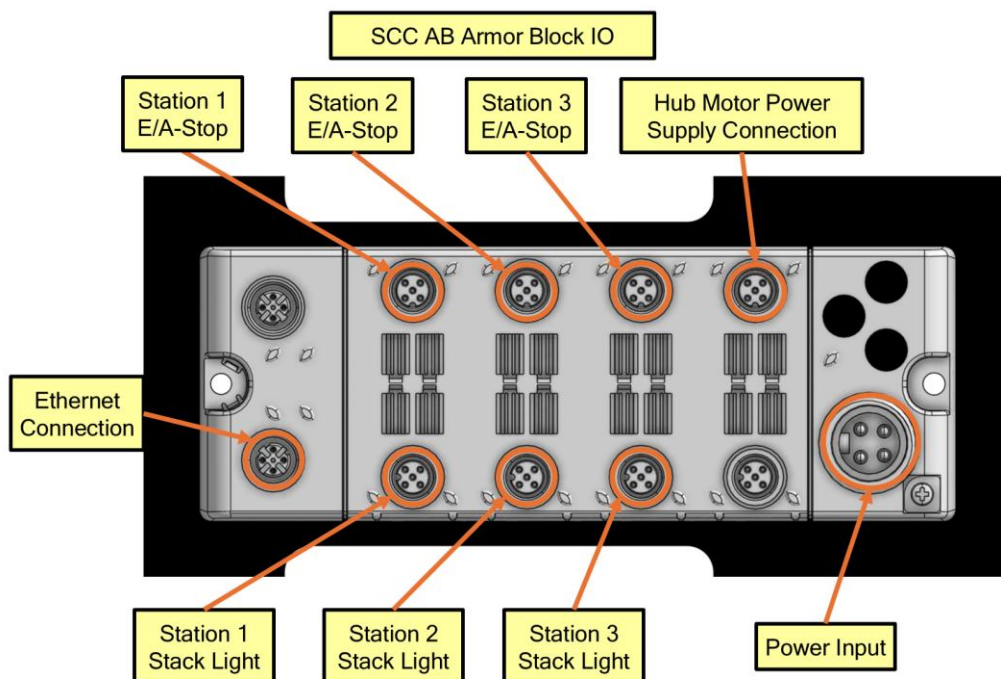 SCC AB Armor Block IO
Station 1
E/A-Stop
Station 2
E/A-Stop
Station 3
E/A-Stop
Hub Motor Power
Supply Connection
Ethernet
Connection
Station 1
Stack Light
Station 2
Stack Light
Station 3
Stack Light
Power Input